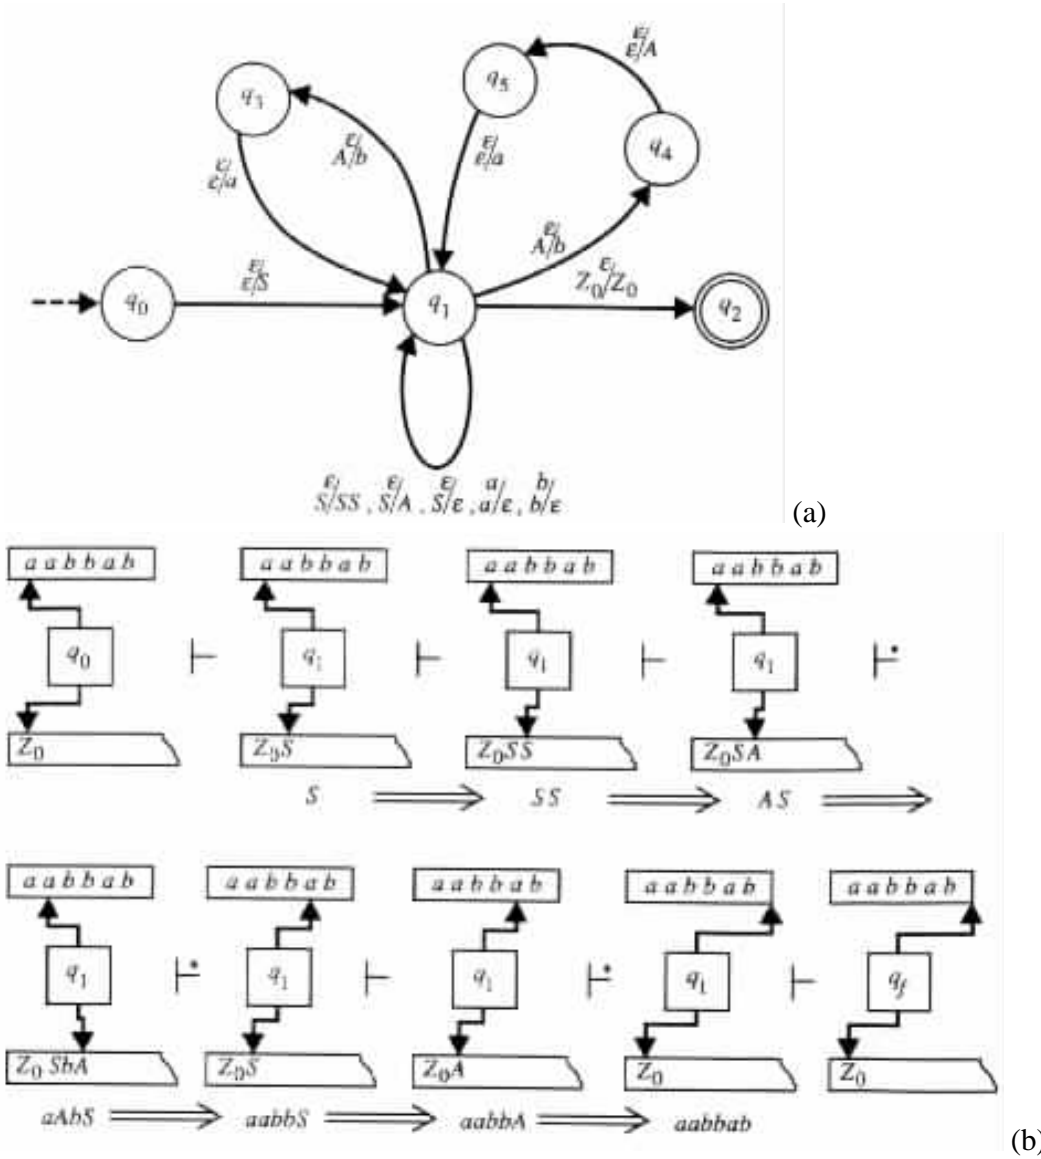 ε/
ε/A
q5
q3
q4
ε/
A/b
ε/
ε/a
ε/
ε/a
ε/
A/b
ε/
ε/S
ε/
Z0/Z0
q0
q1
q2
ε/ ε/ ε/ a/ b/
S/SS , S/A , S/ε , a/ε , b/ε
(a)
a a b b a b a a b b a b a a b b a b a a b b a b
q0 ⊢ q1 ⊢ q1 ⊢ q1 ⊢*
Z0 Z0S Z0SS Z0SA
S ⟹ SS ⟹ AS ⟹
a a b b a b a a b b a b a a b b a b a a b b a b a a b b a b
q1 ⊢* q1 ⊢ q1 ⊢* q1 ⊢ qf
Z0 SbA Z0S Z0A Z0 Z0
aAbS ⟹ aabbS ⟹ aabbA ⟹ aabbab
(b)